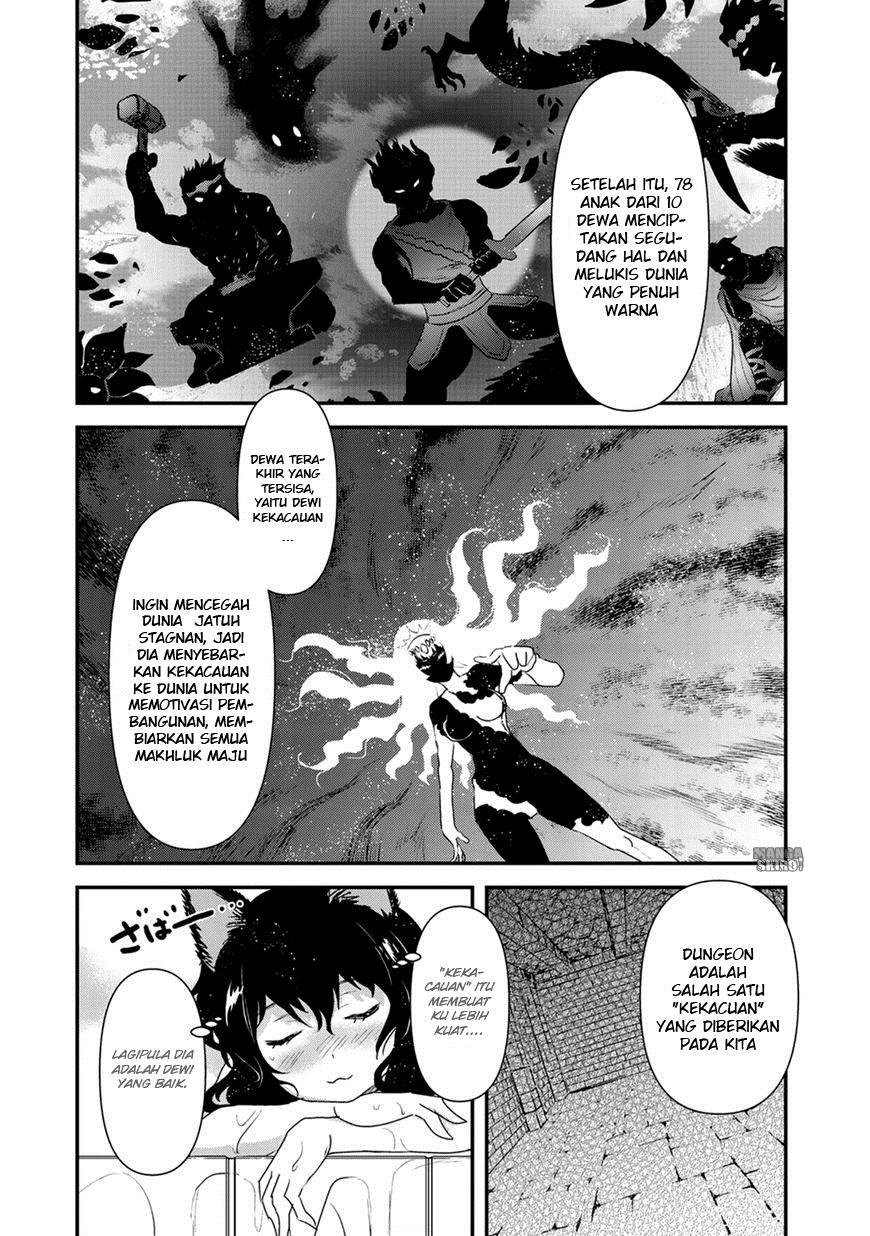 SETELAH ITU, 78
ANAK DARI 10
DEWA MENCIP-
TAKAN SEGU-
DANG HAL DAN
MELUKIS DUNIA
YANG PENUH
WARNA
DEWA TERA-
KHIR YANG
TERSISA,
YAITU DEWI
KEKACAUAN
...
INGIN MENCEGAH
DUNIA JATUH
STAGNAN, JADI
DIA MENYEBAR-
KAN KEKACAUAN
KE DUNIA UNTUK
MEMOTIVASI PEM-
BANGUNAN, MEM-
BIARKAN SEMUA
MAKHLUK MAJU
MANGA
SHIRO!
DUNGEON
ADALAH
SALAH SATU
"KEKACUAN"
YANG DIBERIKAN
PADA KITA
ざばー…
"KEKA-
CAUAN" ITU
MEMBUAT
KU LEBIH
KUAT....
LAGIPULA DIA
ADALAH DEWI
YANG BAIK.